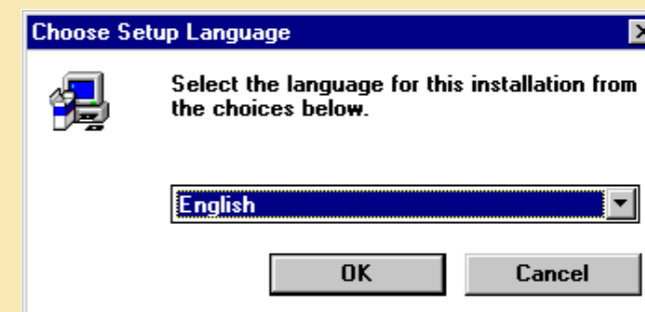 Choose Setup Language
Select the language for this installation from
the choices below.
English
OK
Cancel